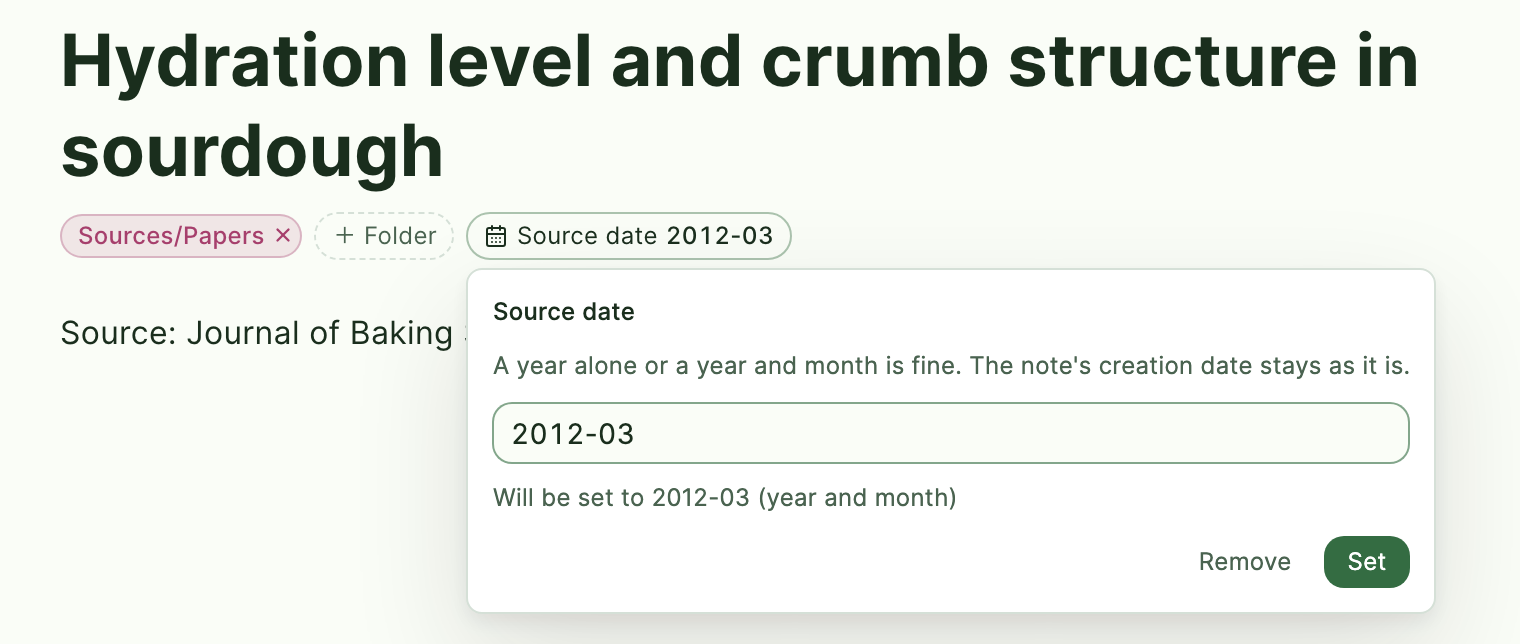 Hydration level and crumb structure in
sourdough
Sources/Papers ×
+ Folder
Source date 2012-03
Source: Journal of Baking
Source date
A year alone or a year and month is fine. The note's creation date stays as it is.
2012-03
Will be set to 2012-03 (year and month)
Remove
Set